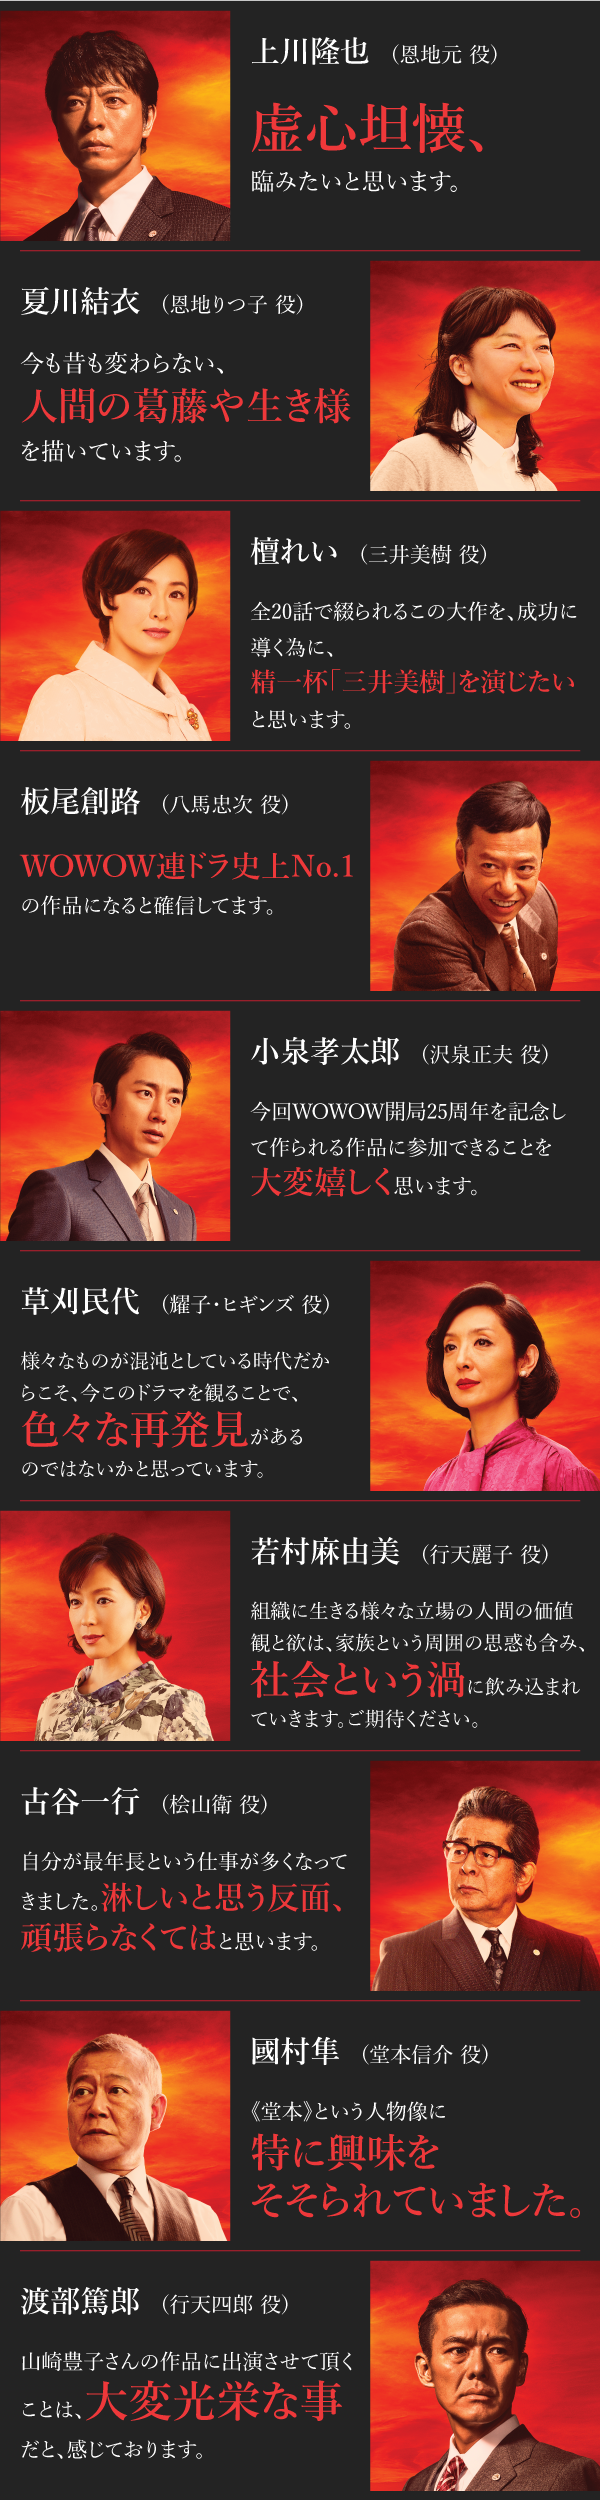 上川隆也 （恩地元 役）
虚心坦懐、
臨みたいと思います。
夏川結衣 （恩地りつ子 役）
今も昔も変わらない、
人間の葛藤や生き様
を描いています。
檀れい （三井美樹 役）
全20話で綴られるこの大作を、成功に
導く為に、
精一杯「三井美樹」を演じたい
と思います。
板尾創路 （八馬忠次 役）
WOWOW連ドラ史上No.1
の作品になると確信してます。
小泉孝太郎 （沢泉正夫 役）
今回WOWOW開局25周年を記念し
て作られる作品に参加できることを
大変嬉しく思います。
草刈民代 （耀子・ヒギンズ 役）
様々なものが混沌としている時代だか
らこそ、今このドラマを観ることで、
色々な再発見がある
のではないかと思っています。
若村麻由美 （行天麗子 役）
組織に生きる様々な立場の人間の価値
観と欲は、家族という周囲の思惑も含み、
社会という渦に飲み込まれ
ていきます。ご期待ください。
古谷一行 （桧山衛 役）
自分が最年長という仕事が多くなって
きました。淋しいと思う反面、
頑張らなくてはと思います。
國村隼 （堂本信介 役）
《堂本》という人物像に
特に興味を
そそられていました。
渡部篤郎 （行天四郎 役）
山崎豊子さんの作品に出演させて頂く
ことは、大変光栄な事
だと、感じております。